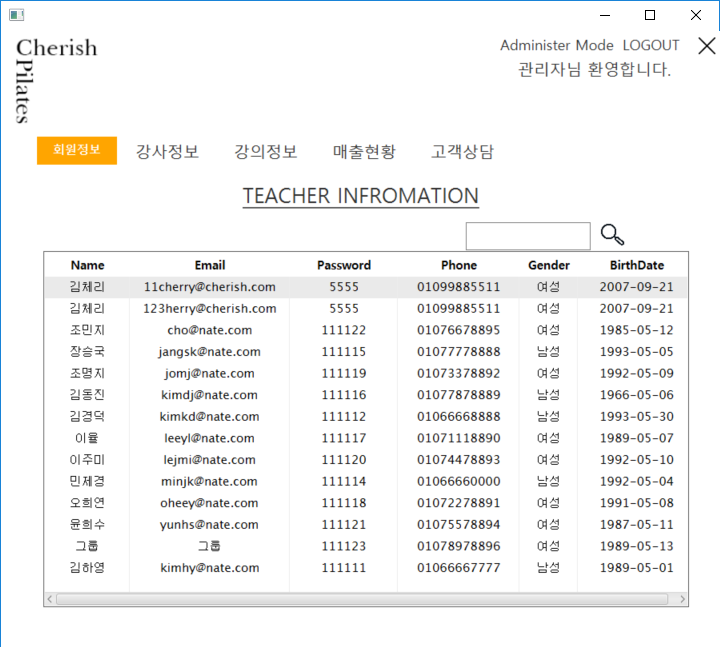 Cherish
Pilates
Administer Mode LOGOUT
관리자님 환영합니다.
회원정보 강사정보 강의정보 매출현황 고객상담
TEACHER INFROMATION
Name Email Password Phone Gender BirthDate
김체리 11cherry@cherish.com 5555 01099885511 여성 2007-09-21
김체리 123herry@cherish.com 5555 01099885511 여성 2007-09-21
조민지 cho@nate.com 111122 01076678895 여성 1985-05-12
장승국 jangsk@nate.com 111115 01077778888 남성 1993-05-05
조명지 jomj@nate.com 111119 01073378892 여성 1992-05-09
김동진 kimdj@nate.com 111116 01077878889 남성 1966-05-06
김경덕 kimkd@nate.com 111112 01066668888 남성 1993-05-30
이율 leeyl@nate.com 111117 01071118890 여성 1989-05-07
이주미 lejmi@nate.com 111120 01074478893 여성 1992-05-10
민제경 minjk@nate.com 111114 01066660000 남성 1992-05-04
오희연 oheey@nate.com 111118 01072278891 여성 1991-05-08
윤희수 yunhs@nate.com 111121 01075578894 여성 1987-05-11
그룹 그룹 111123 01078978896 여성 1989-05-13
김하영 kimhy@nate.com 111111 01066667777 남성 1989-05-01